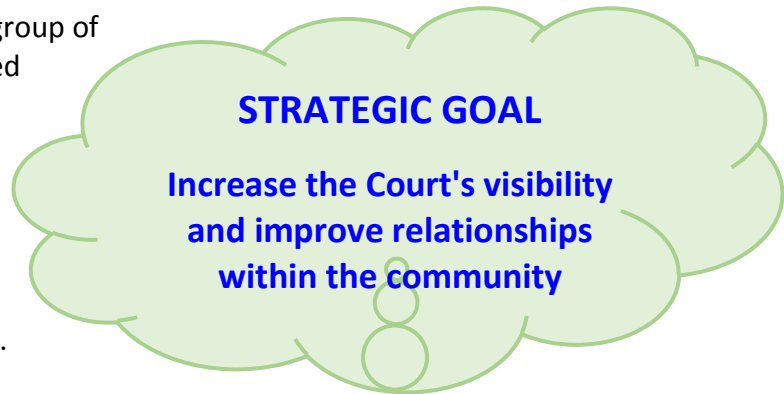 group of
ed
STRATEGIC GOAL
Increase the Court's visibility
and improve relationships
within the community
.